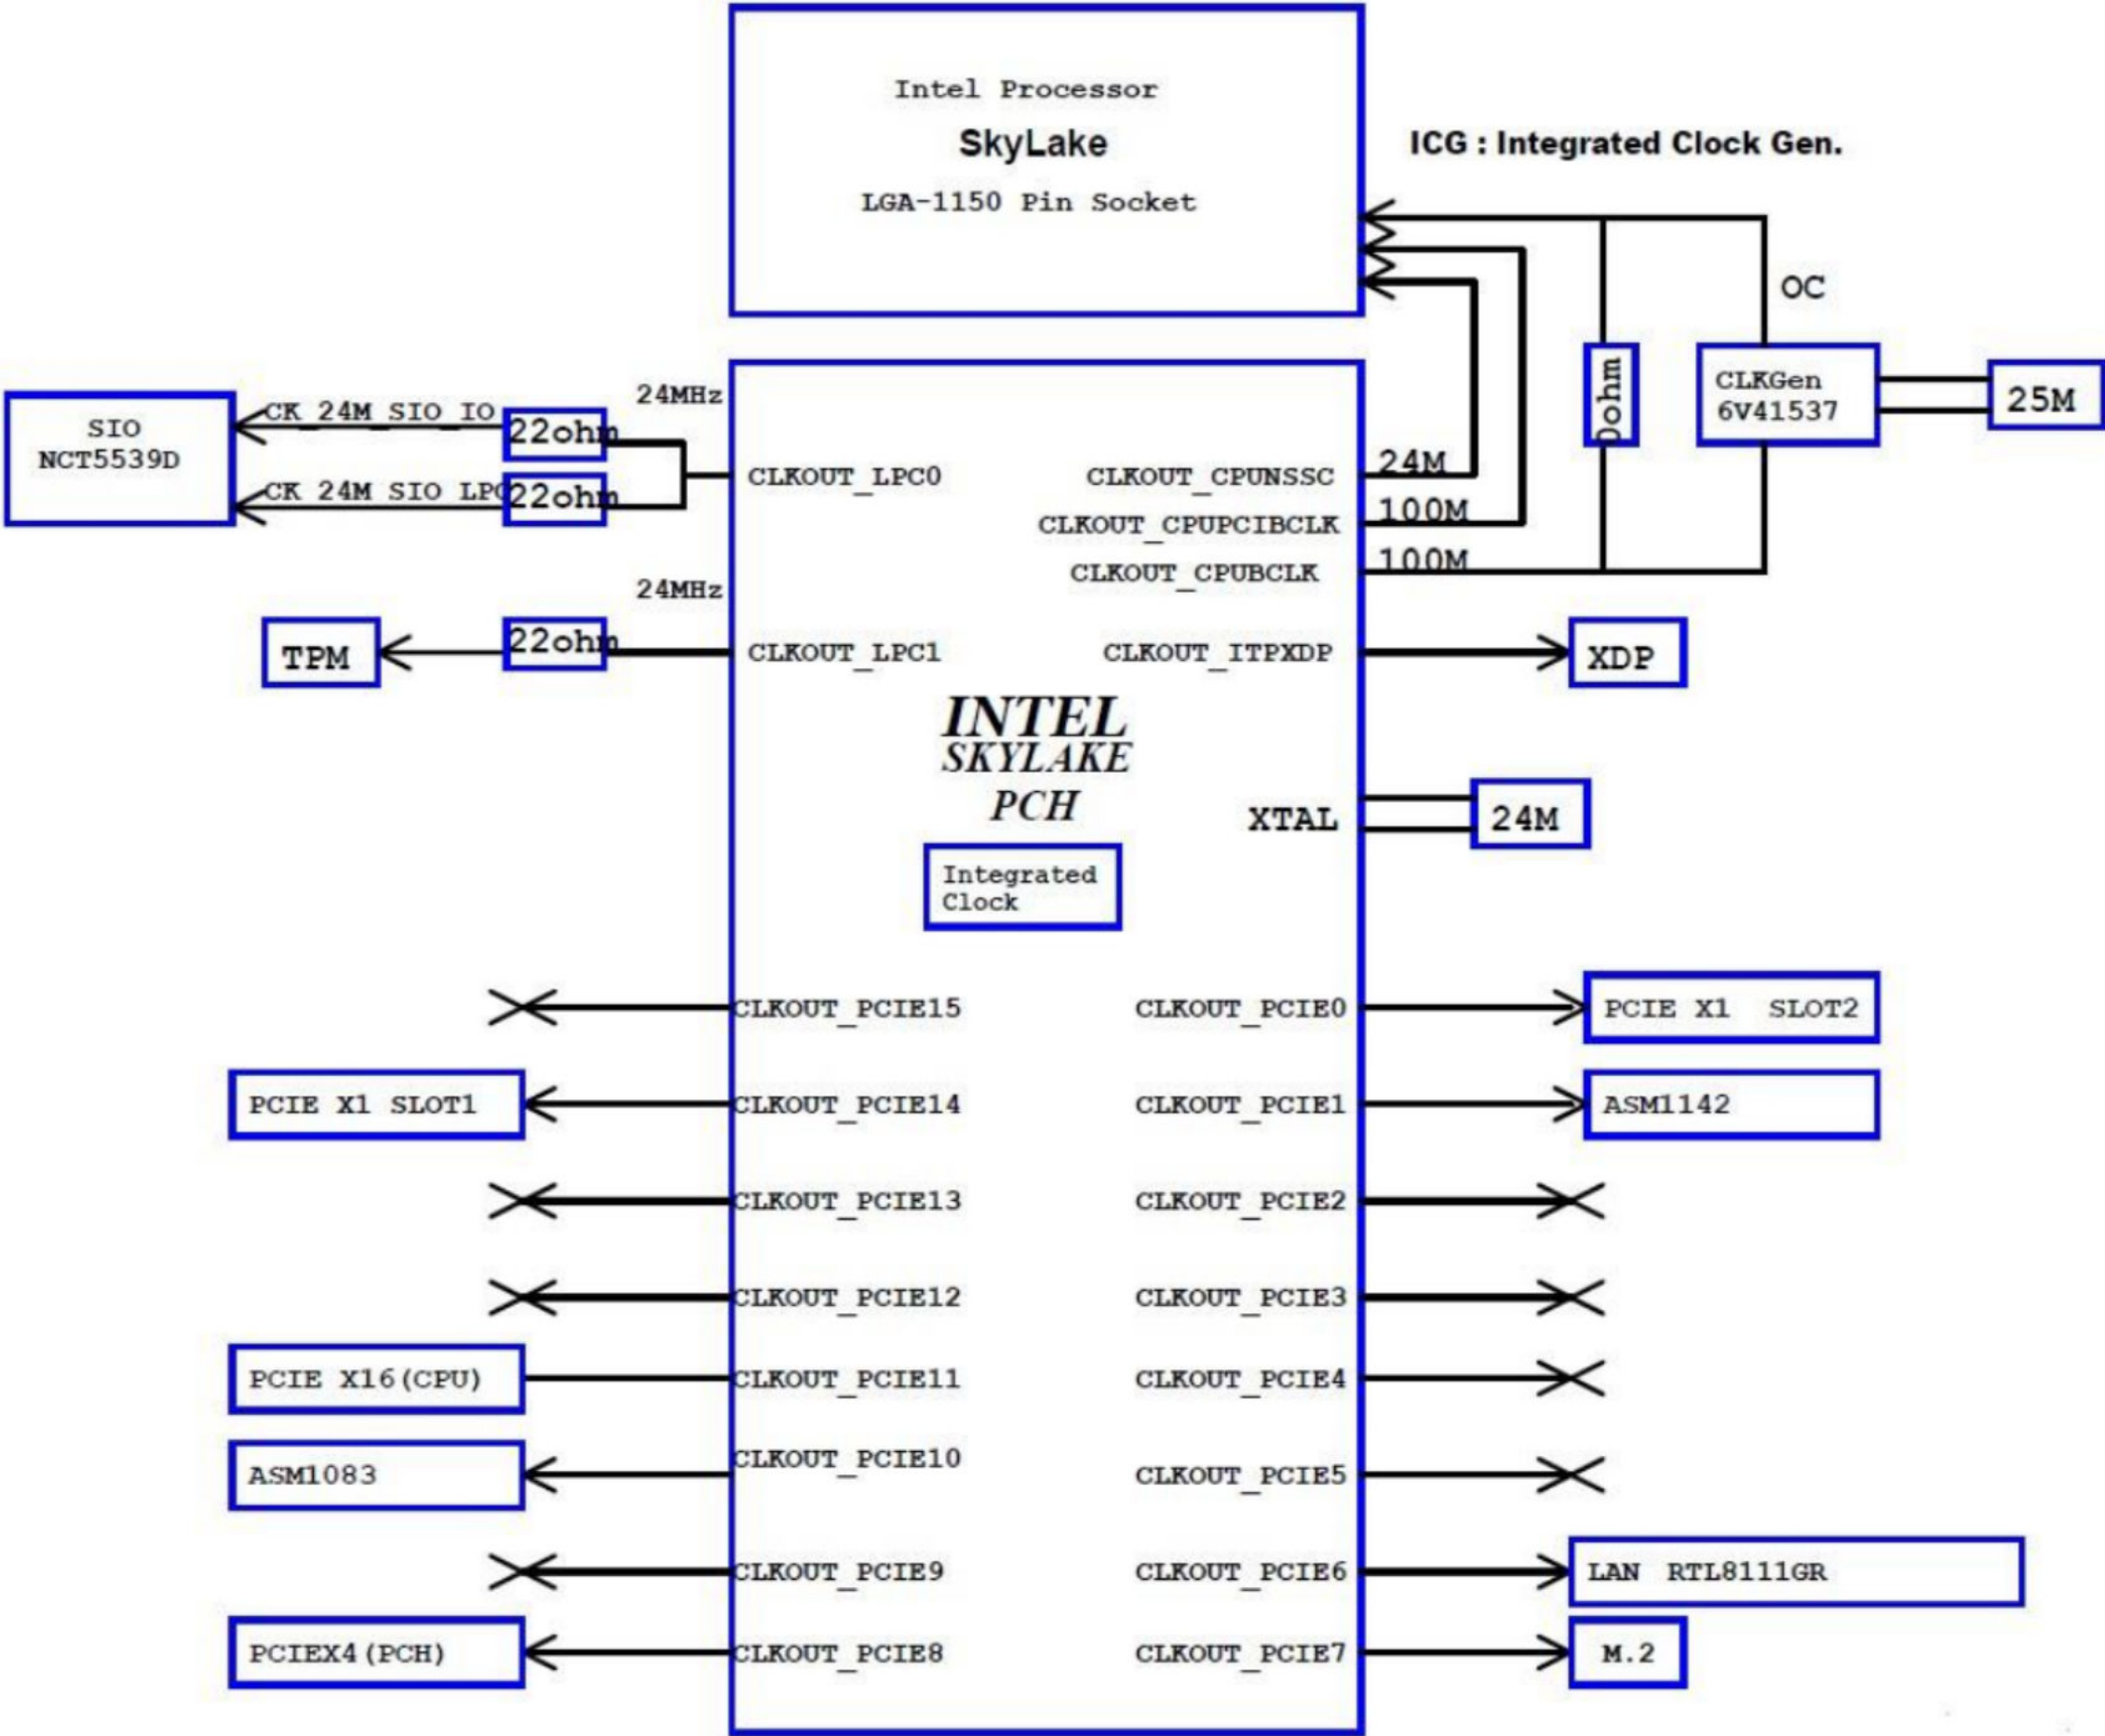 Intel Processor
SkyLake
LGA-1150 Pin Socket
ICG : Integrated Clock Gen.
OC
0ohm
CLKGen
6V41537
25M
SIO
NCT5539D
CK_24M_SIO_IO
22ohm
24MHz
CK_24M_SIO_LPC
22ohm
CLKOUT_LPC0
CLKOUT_CPUNSSC
24M
CLKOUT_CPUPCIBCLK
100M
CLKOUT_CPUBCLK
100M
24MHz
TPM
22ohm
CLKOUT_LPC1
CLKOUT_ITPXDP
XDP
INTEL
SKYLAKE
PCH
XTAL
24M
Integrated
Clock
CLKOUT_PCIE15
CLKOUT_PCIE0
PCIE X1 SLOT2
PCIE X1 SLOT1
CLKOUT_PCIE14
CLKOUT_PCIE1
ASM1142
CLKOUT_PCIE13
CLKOUT_PCIE2
CLKOUT_PCIE12
CLKOUT_PCIE3
PCIE X16(CPU)
CLKOUT_PCIE11
CLKOUT_PCIE4
ASM1083
CLKOUT_PCIE10
CLKOUT_PCIE5
CLKOUT_PCIE9
CLKOUT_PCIE6
LAN RTL8111GR
PCIEX4(PCH)
CLKOUT_PCIE8
CLKOUT_PCIE7
M.2